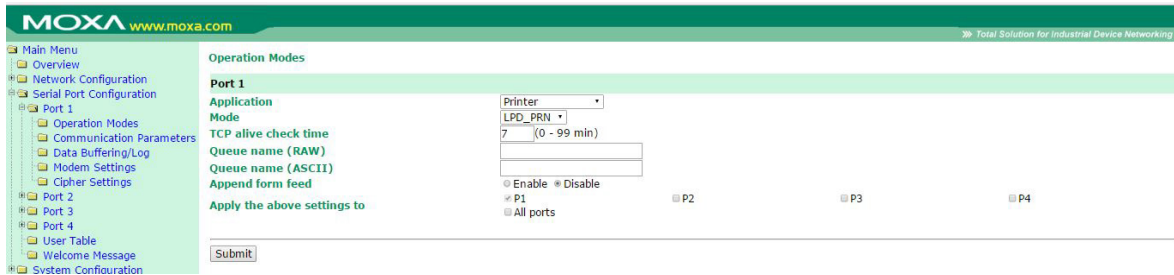 MOXA www.moxa.com
Total Solution for Industrial Device Networking
Main Menu
Overview
Network Configuration
Serial Port Configuration
Port 1
Operation Modes
Communication Parameters
Data Buffering/Log
Modem Settings
Cipher Settings
Port 2
Port 3
Port 4
User Table
Welcome Message
System Configuration
Operation Modes
Port 1
Application Printer
Mode LPD_PRN
TCP alive check time 7 (0 - 99 min)
Queue name (RAW)
Queue name (ASCII)
Append form feed Enable Disable
Apply the above settings to P1 P2 P3 P4
All ports
Submit